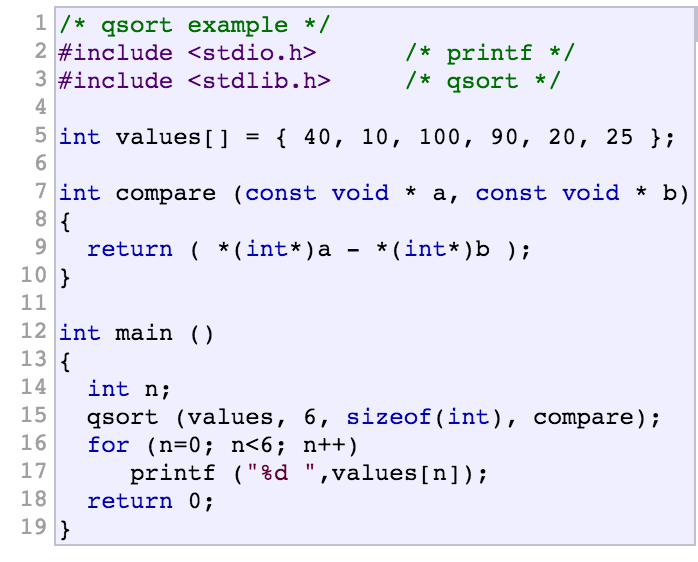 1 /* qsort example */
2 #include <stdio.h>      /* printf */
3 #include <stdlib.h>     /* qsort */
4
5 int values[] = { 40, 10, 100, 90, 20, 25 };
6
7 int compare (const void * a, const void * b)
8 {
9   return ( *(int*)a - *(int*)b );
10 }
11
12 int main ()
13 {
14   int n;
15   qsort (values, 6, sizeof(int), compare);
16   for (n=0; n<6; n++)
17      printf ("%d ",values[n]);
18   return 0;
19 }